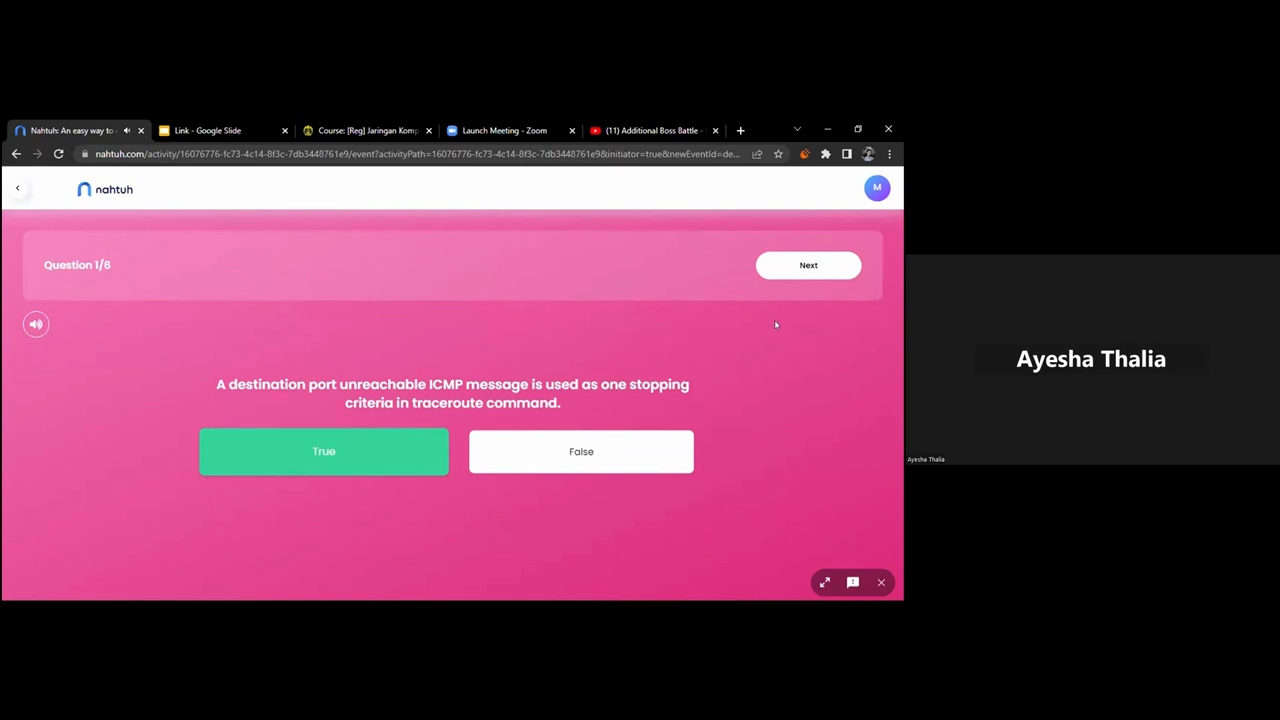 Nahtuh: An easy way to
Link - Google Slide
Course: [Reg] Jaringan Komp
Launch Meeting - Zoom
(11) Additional Boss Battle -
nahtuh.com/activity/16076776-fc73-4c14-8f3c-7db3448761e9/event?activityPath=16076776-fc73-4c14-8f3c-7db3448761e9&initiator=true&newEventId=de...
nahtuh
M
Question 1/6
Next
A destination port unreachable ICMP message is used as one stopping
criteria in traceroute command.
True
False
Ayesha Thalia
Ayesha Thalia